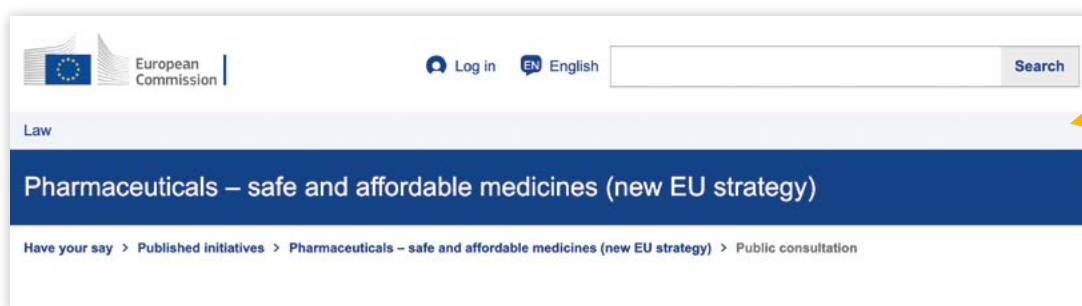 European
Commission
Log in EN English Search
Law
Pharmaceuticals – safe and affordable medicines (new EU strategy)
Have your say > Published initiatives > Pharmaceuticals – safe and affordable medicines (new EU strategy) > Public consultation